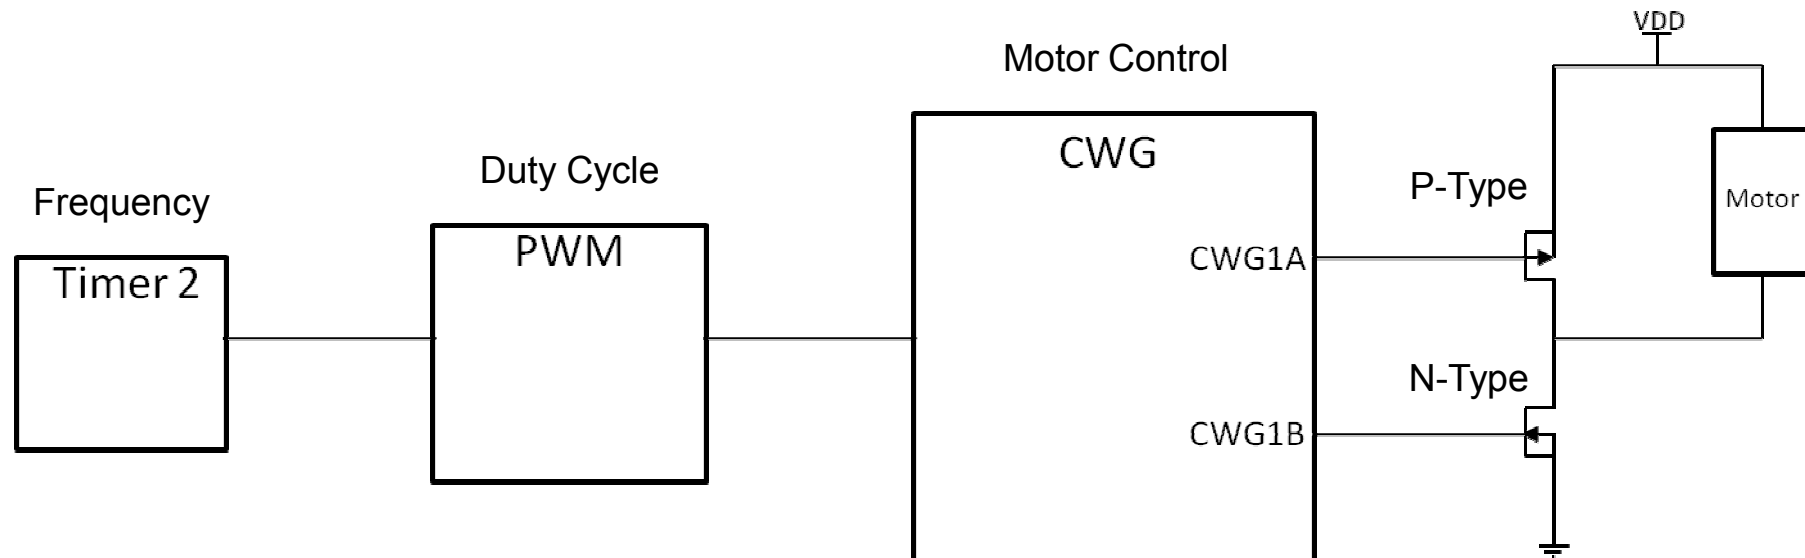 VDD
Motor Control
CWG
Duty Cycle
P-Type
Frequency
PWM
Motor
Timer 2
CWG1A
N-Type
CWG1B